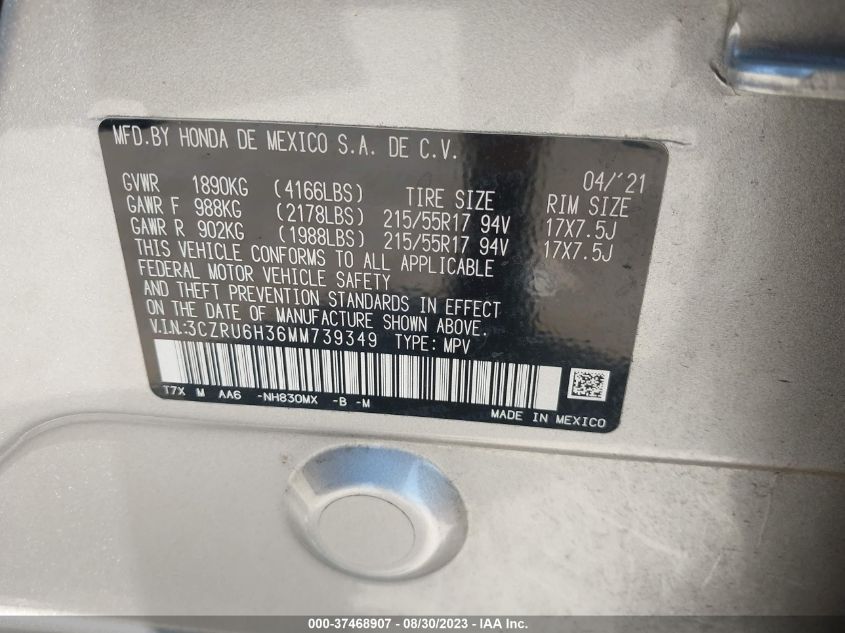 MFD.BY HONDA DE MEXICO S.A. DE C.V.
04/'21
GVWR 1890KG (4166LBS) TIRE SIZE RIM SIZE
GAWR F 988KG (2178LBS) 215/55R17 94V 17X7.5J
GAWR R 902KG (1988LBS) 215/55R17 94V 17X7.5J
THIS VEHICLE CONFORMS TO ALL APPLICABLE
FEDERAL MOTOR VEHICLE SAFETY
AND THEFT PREVENTION STANDARDS IN EFFECT
ON THE DATE OF MANUFACTURE SHOWN ABOVE.
V.I.N.:3CZRU6H36MM739349 TYPE: MPV
T7X M AA6 -NH830MX -B -M
MADE IN MEXICO
000-37468907 - 08/30/2023 - © IAA Inc.